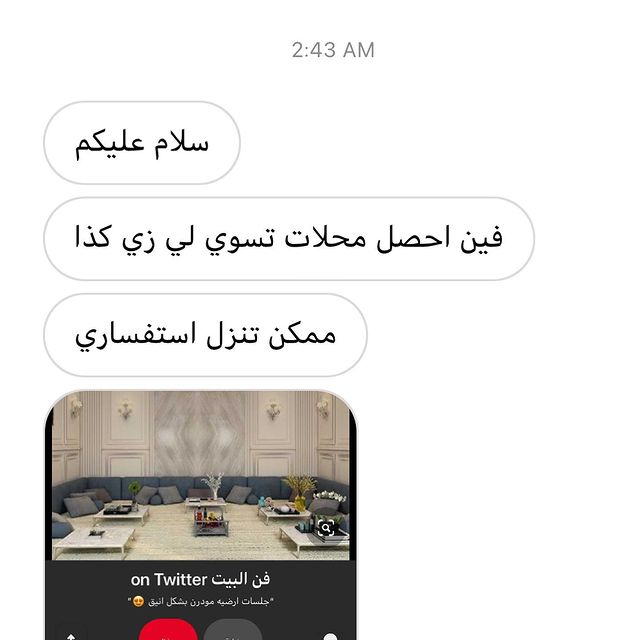 2:43 AM
سلام عليكم
فين احصل محلات تسوي لي زي كذا
ممكن تنزل استفساري
فن البيت on Twitter
"جلسات ارضيه مودرن بشكل انيق 😍"